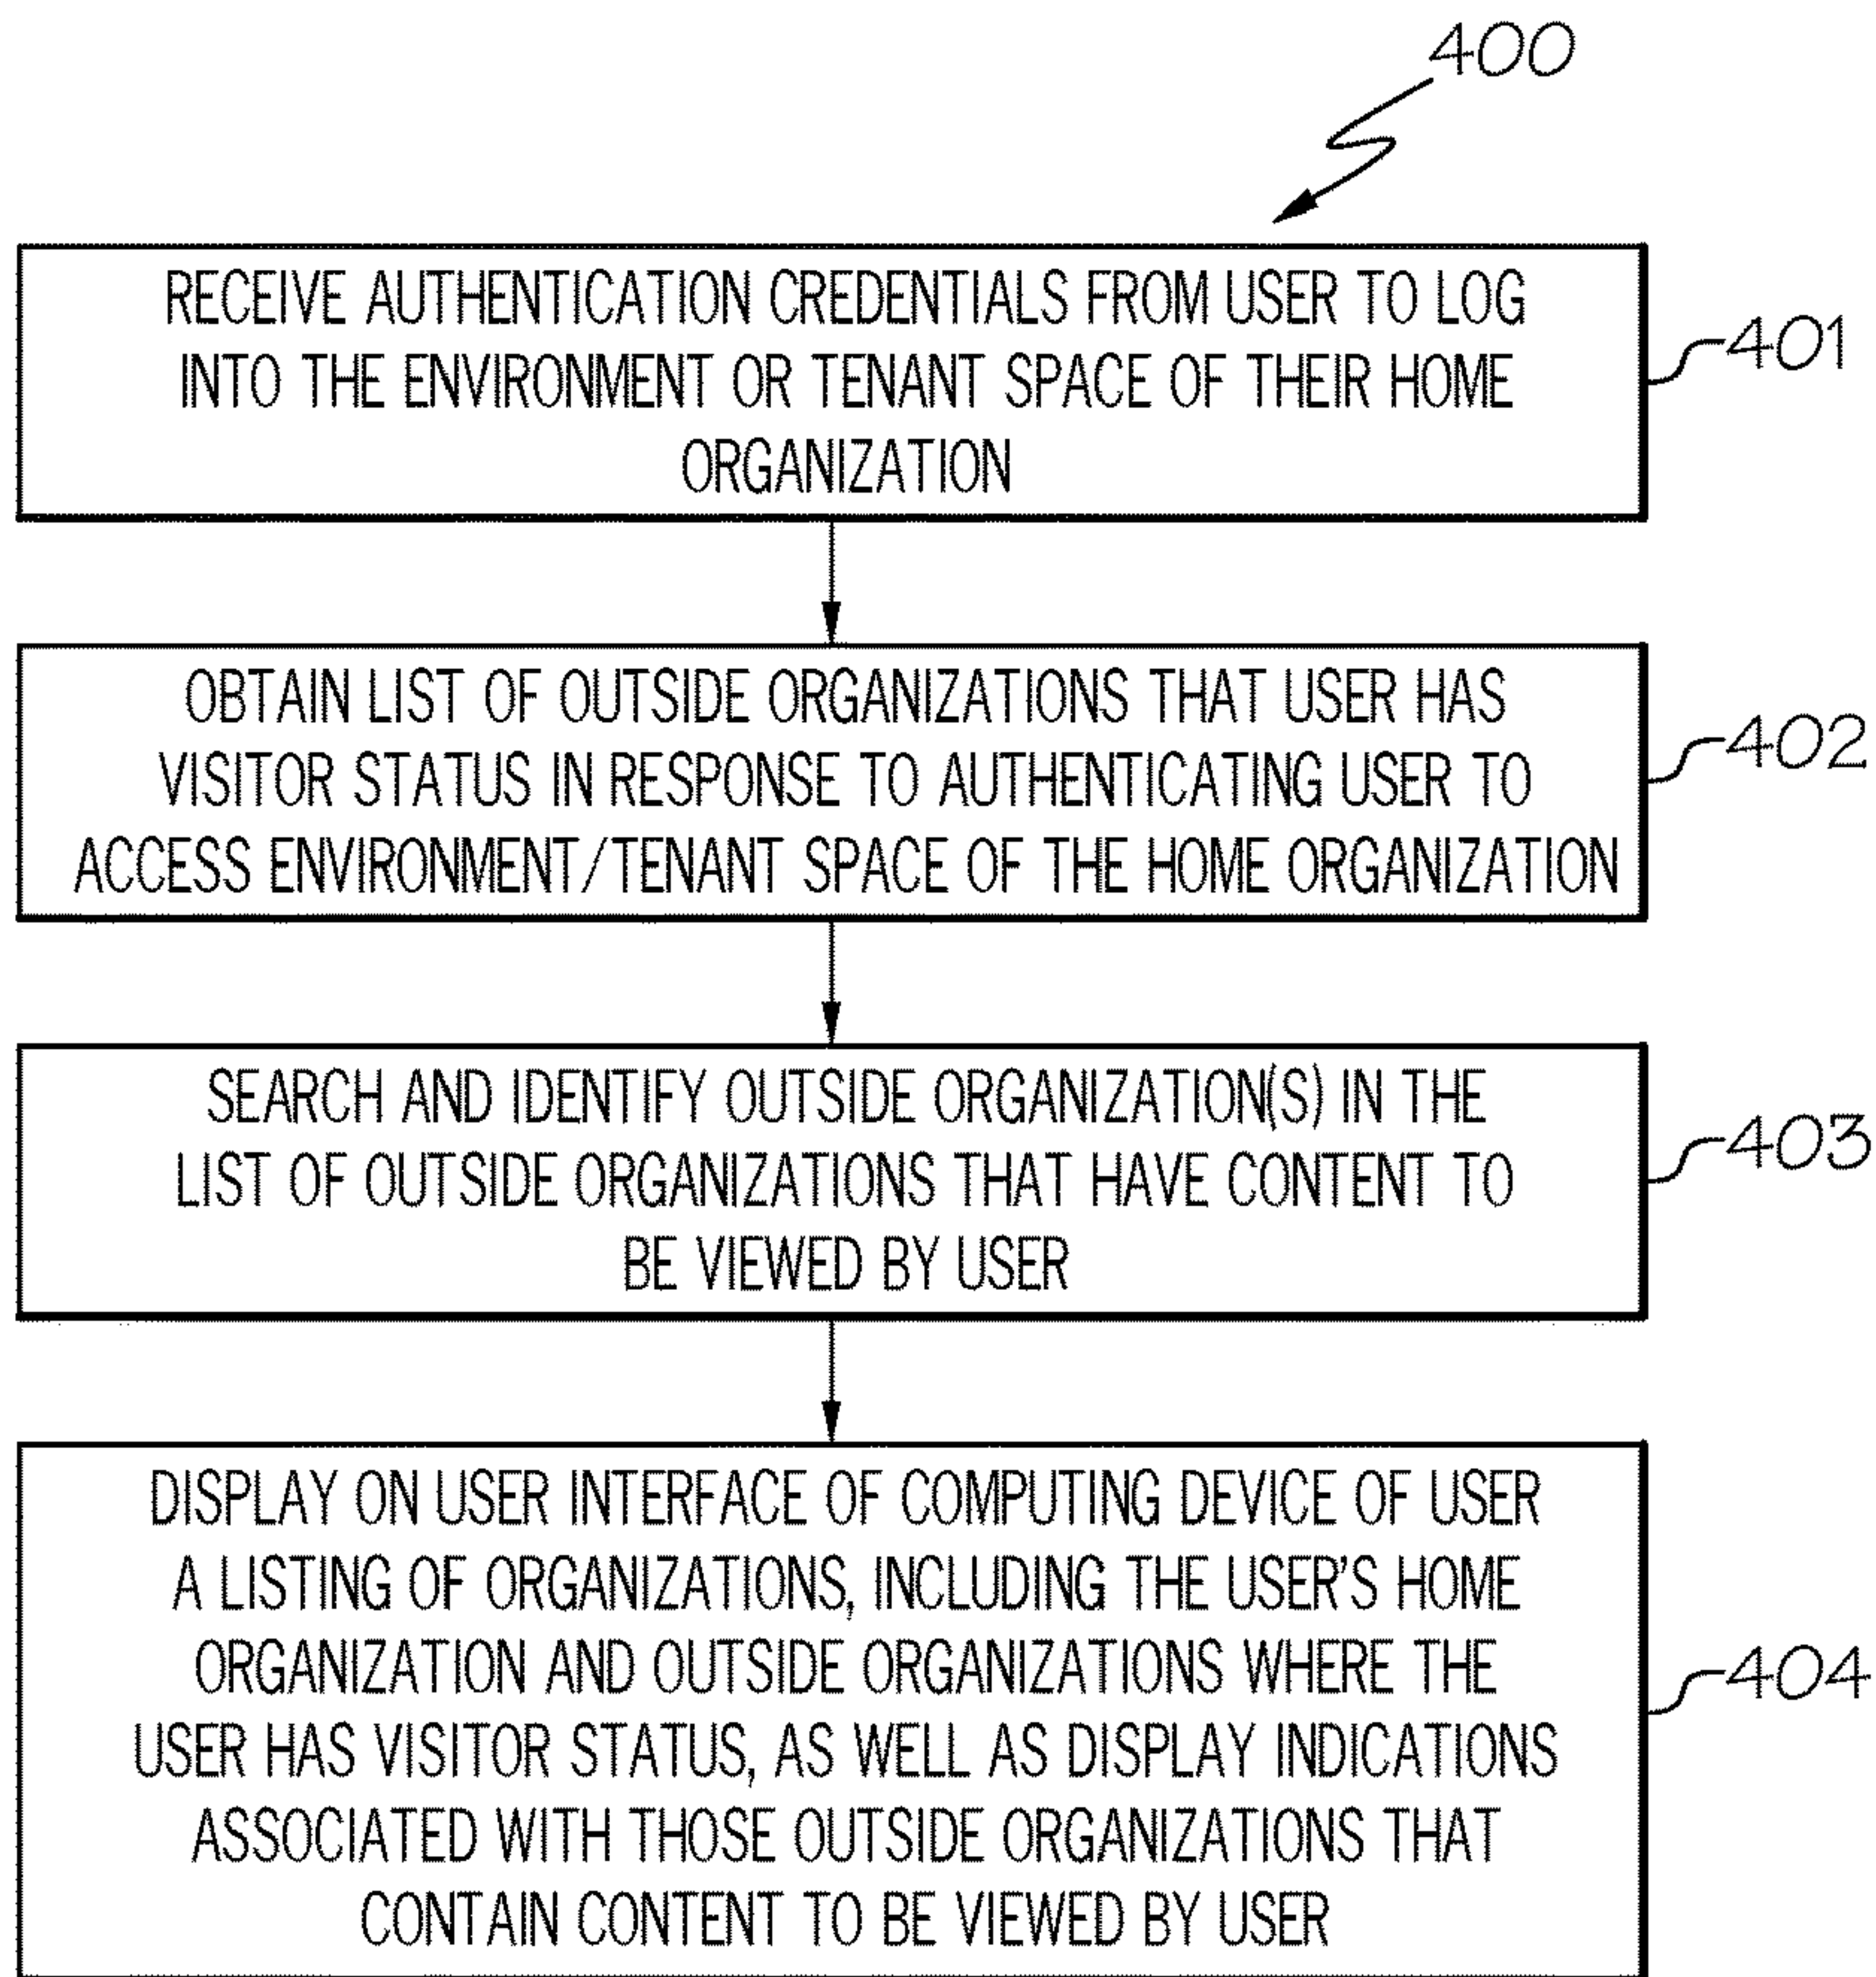 400
RECEIVE AUTHENTICATION CREDENTIALS FROM USER TO LOG
INTO THE ENVIRONMENT OR TENANT SPACE OF THEIR HOME
ORGANIZATION
401
OBTAIN LIST OF OUTSIDE ORGANIZATIONS THAT USER HAS
VISITOR STATUS IN RESPONSE TO AUTHENTICATING USER TO
ACCESS ENVIRONMENT/TENANT SPACE OF THE HOME ORGANIZATION
402
SEARCH AND IDENTIFY OUTSIDE ORGANIZATION(S) IN THE
LIST OF OUTSIDE ORGANIZATIONS THAT HAVE CONTENT TO
BE VIEWED BY USER
403
DISPLAY ON USER INTERFACE OF COMPUTING DEVICE OF USER
A LISTING OF ORGANIZATIONS, INCLUDING THE USER'S HOME
ORGANIZATION AND OUTSIDE ORGANIZATIONS WHERE THE
USER HAS VISITOR STATUS, AS WELL AS DISPLAY INDICATIONS
ASSOCIATED WITH THOSE OUTSIDE ORGANIZATIONS THAT
CONTAIN CONTENT TO BE VIEWED BY USER
404